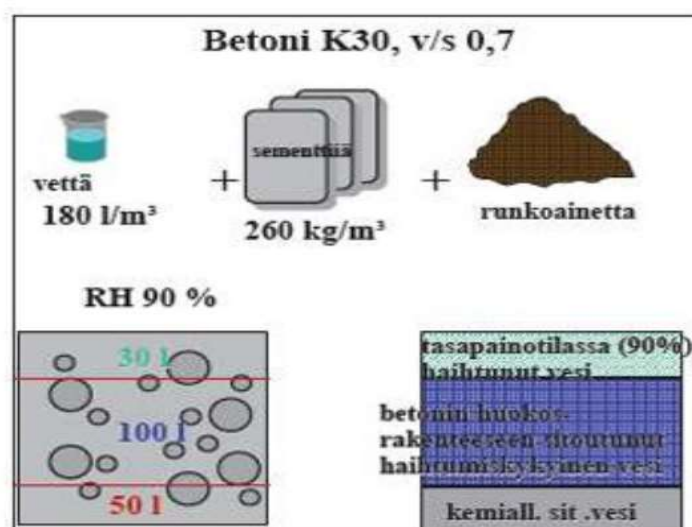 Betoni K30, v/s 0,7
vettä
180 l/m³
+
sementtiä
260 kg/m³
+
runkoainetta
RH 90 %
30 l
100 l
50 l
tasapainotilassa (90%)
haihtunut vesi
betonin huokos-
rakenteeseen sitoutunut
haihtumiskykyinen vesi
kemiall. sit .vesi